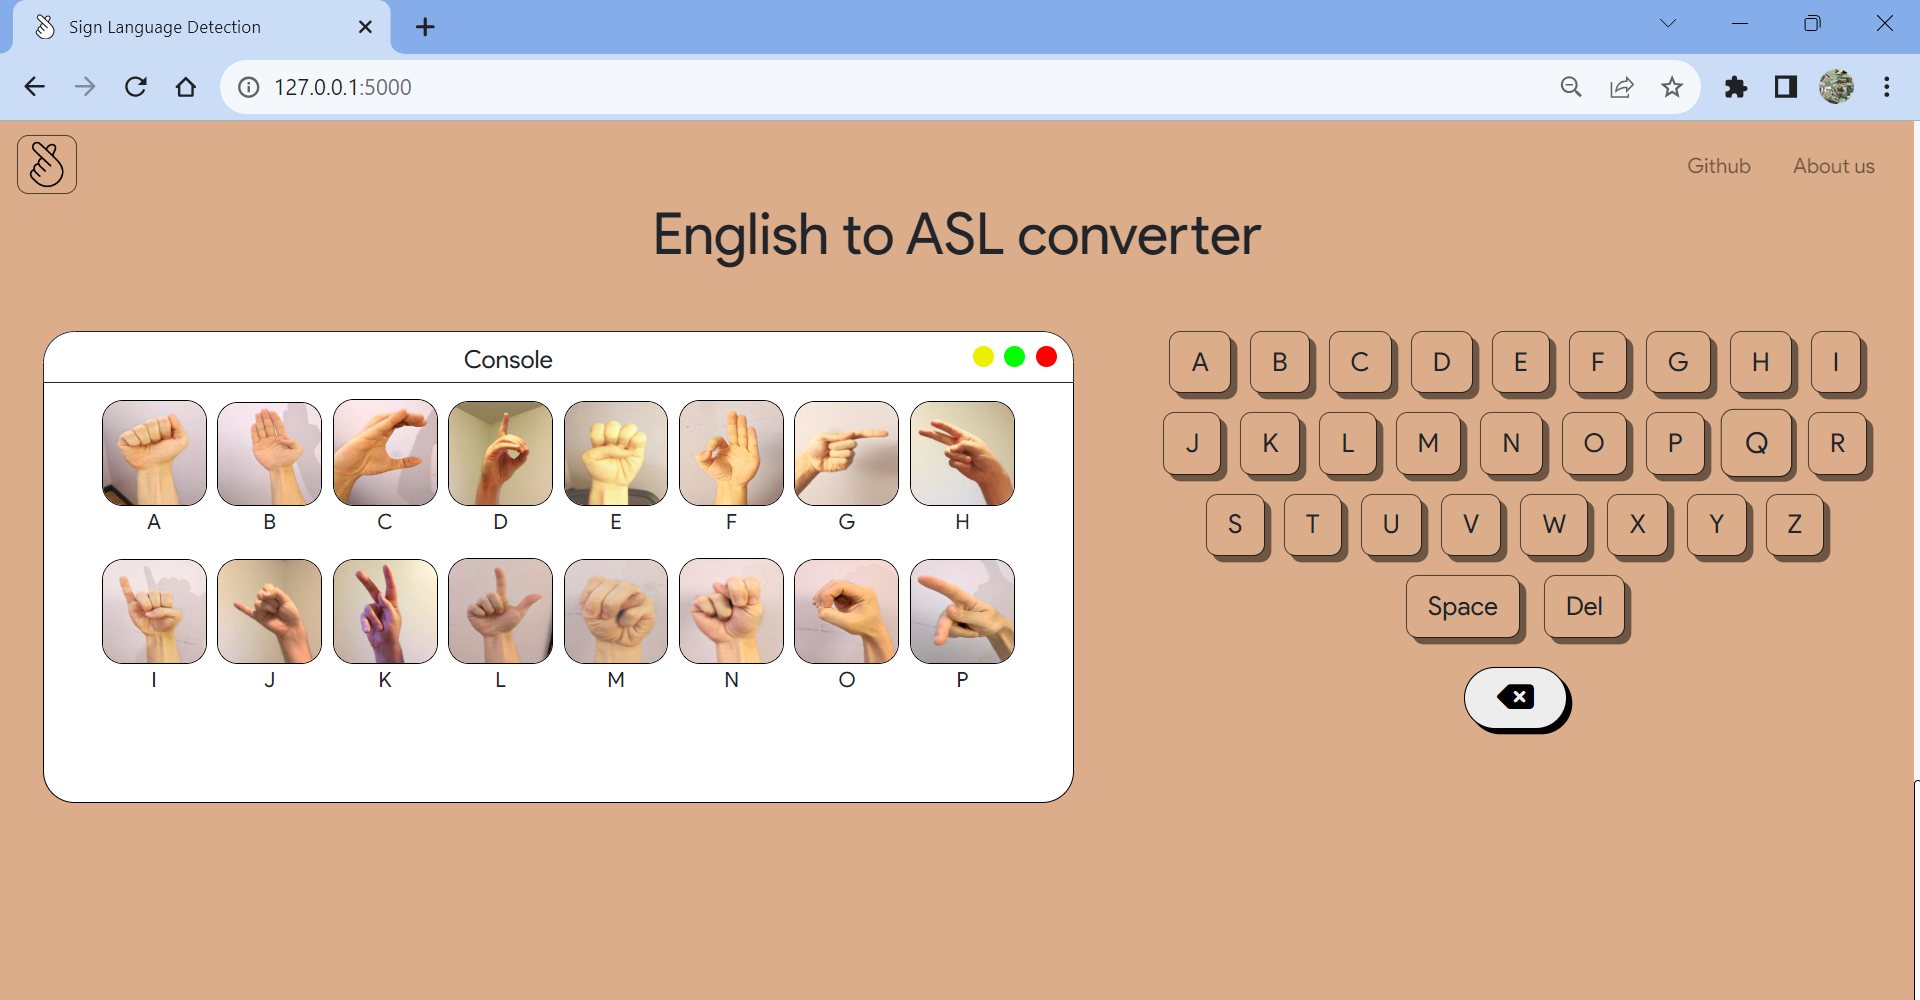 Sign Language Detection
127.0.0.1:5000
Github About us
English to ASL converter
Console
A B C D E F G H
I J K L M N O P
A B C D E F G H I
J K L M N O P Q R
S T U V W X Y Z
Space Del